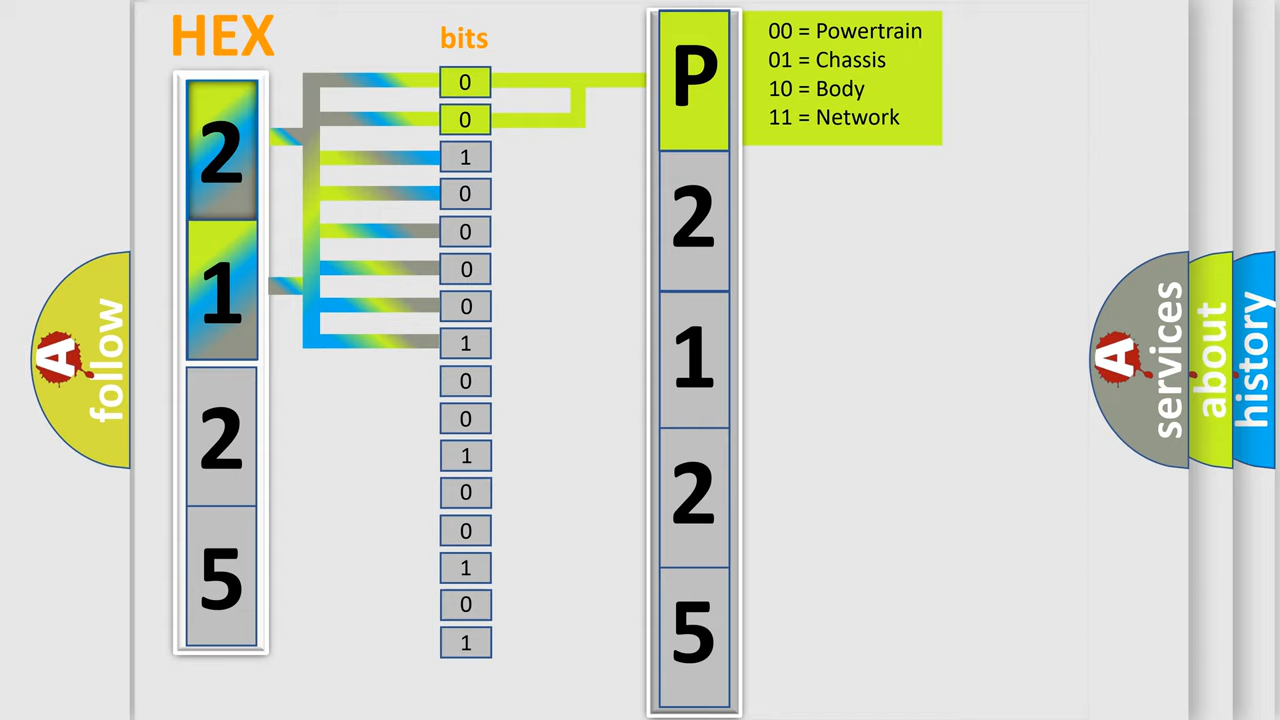 HEX
bits
2
1
2
5
0
0
1
0
0
0
0
1
0
0
1
0
0
1
0
1
P
2
1
2
5
00 = Powertrain
01 = Chassis
10 = Body
11 = Network
A
follow
A
services
about
history